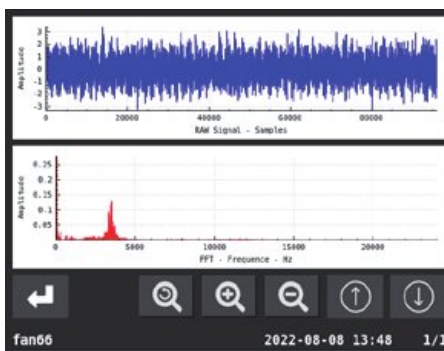 Amplitude
3
2
1
0
-1
-2
-3
0 20000 40000 60000 80000
RAW Signal - Samples
Amplitude
0.25
0.2
0.15
0.1
0.05
0 5000 10000 15000 20000
FFT - Frequence - Hz
fan66 2022-08-08 13:48 1/1